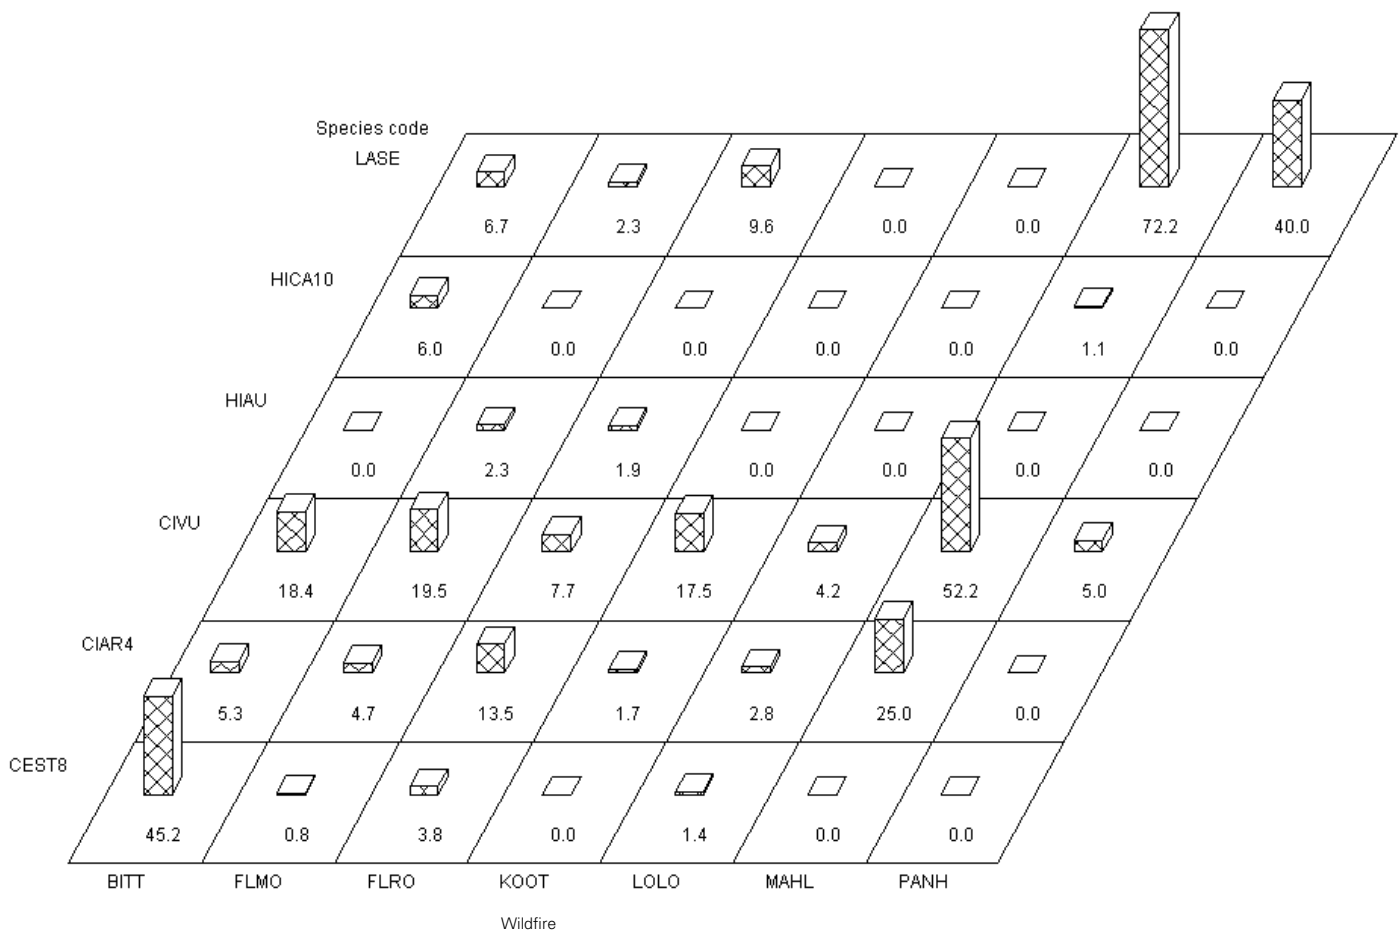 Species code
LASE
6.7 2.3 9.6 0.0 0.0 72.2 40.0
HICA10
6.0 0.0 0.0 0.0 0.0 1.1 0.0
HIAU
0.0 2.3 1.9 0.0 0.0 0.0 0.0
CIVU
18.4 19.5 7.7 17.5 4.2 52.2 5.0
CIAR4
5.3 4.7 13.5 1.7 2.8 25.0 0.0
CEST8
45.2 0.8 3.8 0.0 1.4 0.0 0.0
BITT FLMO FLRO KOOT LOLO MAHL PANH
Wildfire